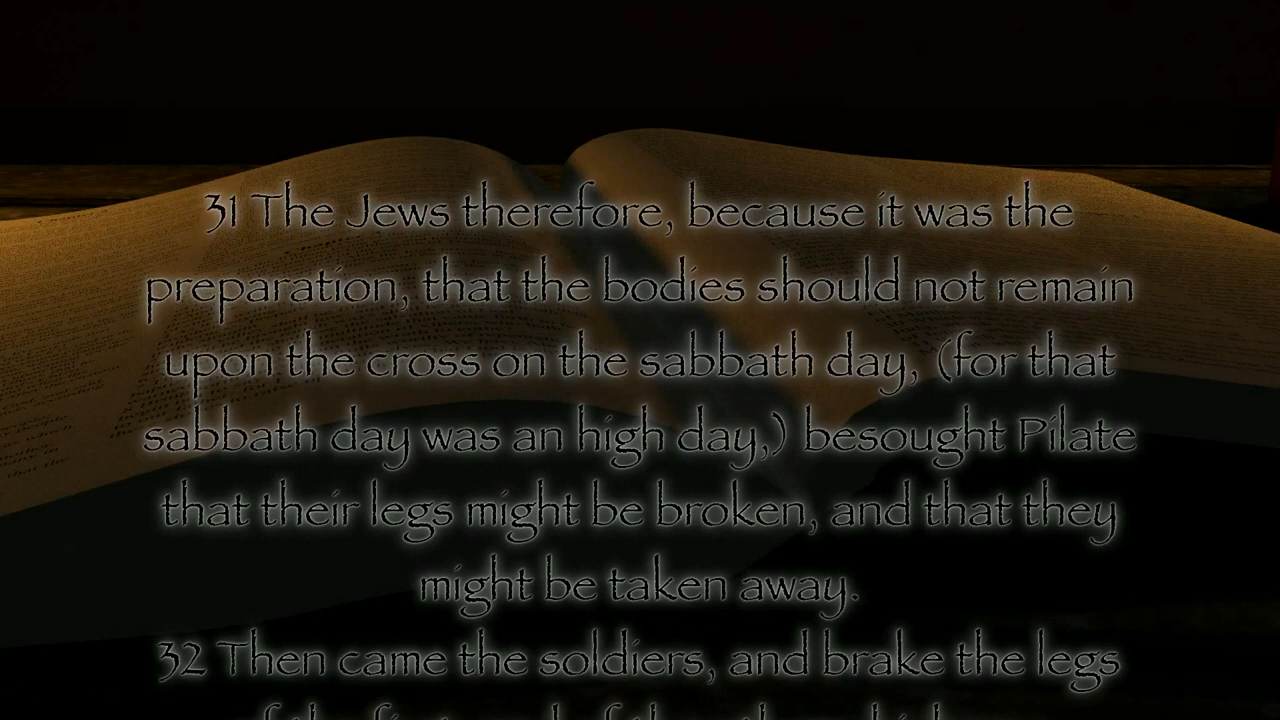 31 The Jews therefore, because it was the
preparation, that the bodies should not remain
upon the cross on the sabbath day, (for that
sabbath day was an high day,) besought Pilate
that their legs might be broken, and that they
might be taken away.
32 Then came the soldiers, and brake the legs